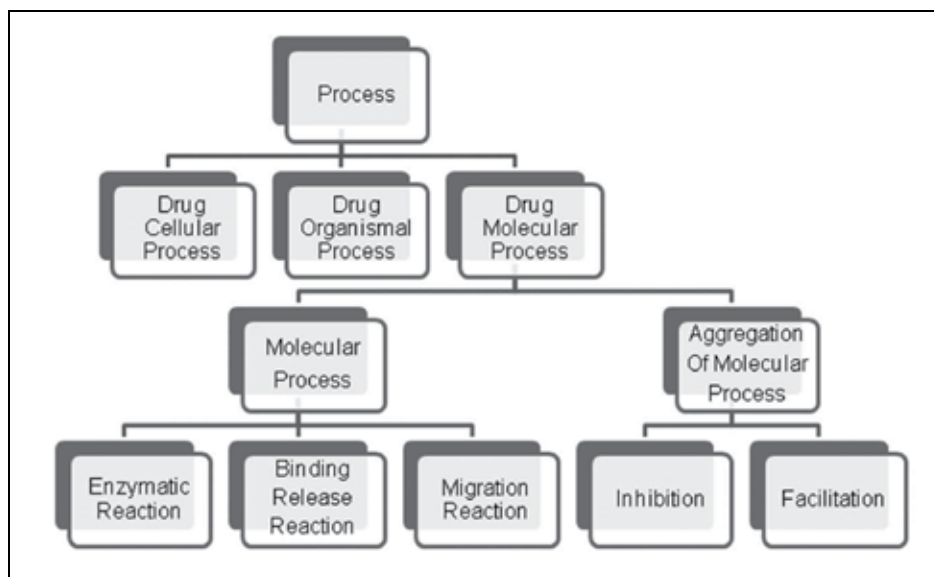 Process
Drug
Cellular
Process
Drug
Organismal
Process
Drug
Molecular
Process
Molecular
Process
Aggregation
Of Molecular
Process
Enzymatic
Reaction
Binding
Release
Reaction
Migration
Reaction
Inhibition
Facilitation